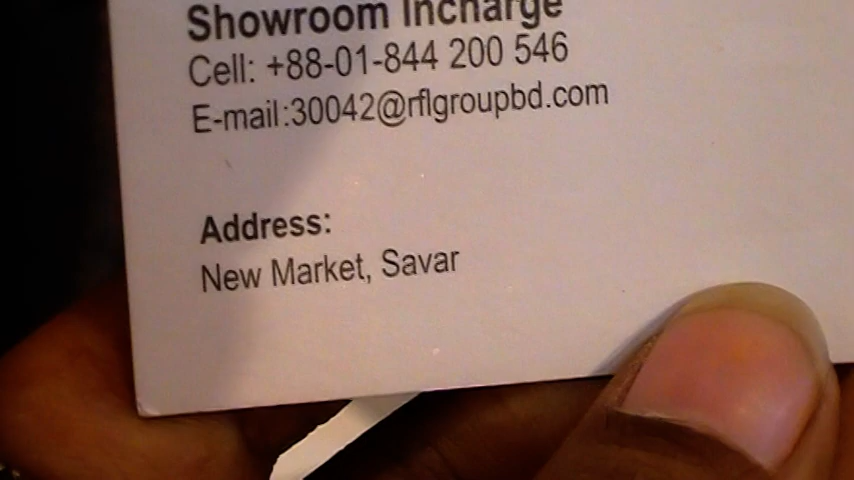 Showroom Incharge
Cell: +88-01-844 200 546
E-mail:30042@rflgroupbd.com
Address:
New Market, Savar